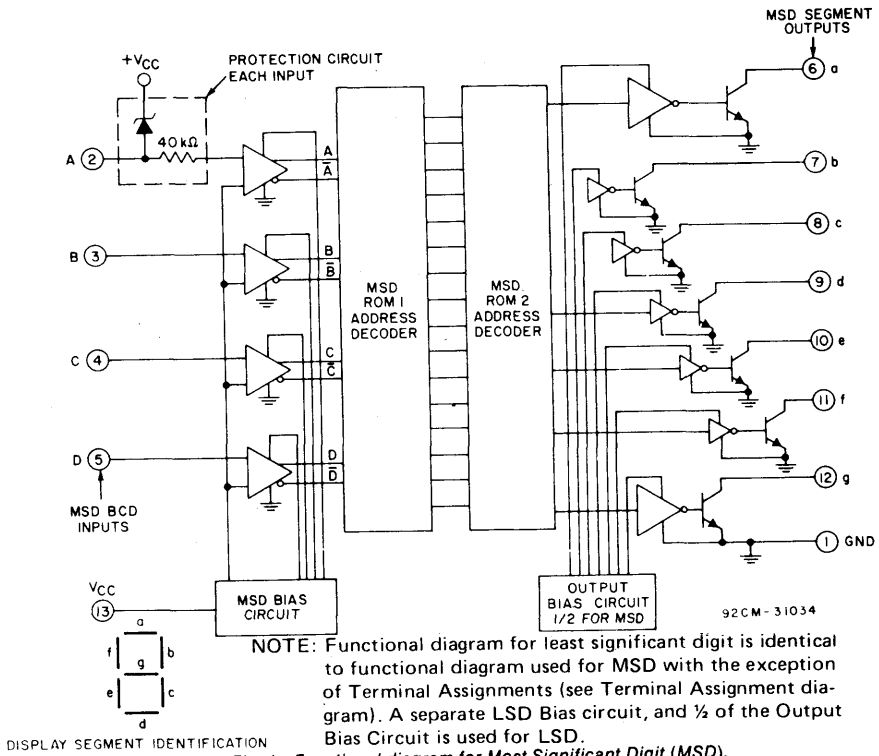 MSD SEGMENT
OUTPUTS
+VCC
PROTECTION CIRCUIT
EACH INPUT
6 a
40 kΩ
A 2
A
A̅
7 b
8 c
B 3
B
B̅
MSD
ROM 1
ADDRESS
DECODER
MSD.
ROM 2
ADDRESS
DECODER
9 d
10 e
C 4
C
C̅
11 f
D 5
D
D̅
12 g
MSD BCD
INPUTS
1 GND
VCC
13
MSD BIAS
CIRCUIT
OUTPUT
BIAS CIRCUIT
1/2 FOR MSD
92CM-31034
a
f
b
g
e
c
d
NOTE: Functional diagram for least significant digit is identical
to functional diagram used for MSD with the exception
of Terminal Assignments (see Terminal Assignment dia-
gram). A separate LSD Bias circuit, and ½ of the Output
Bias Circuit is used for LSD.
DISPLAY SEGMENT IDENTIFICATION
diagram for Most Significant Digit (MSD).